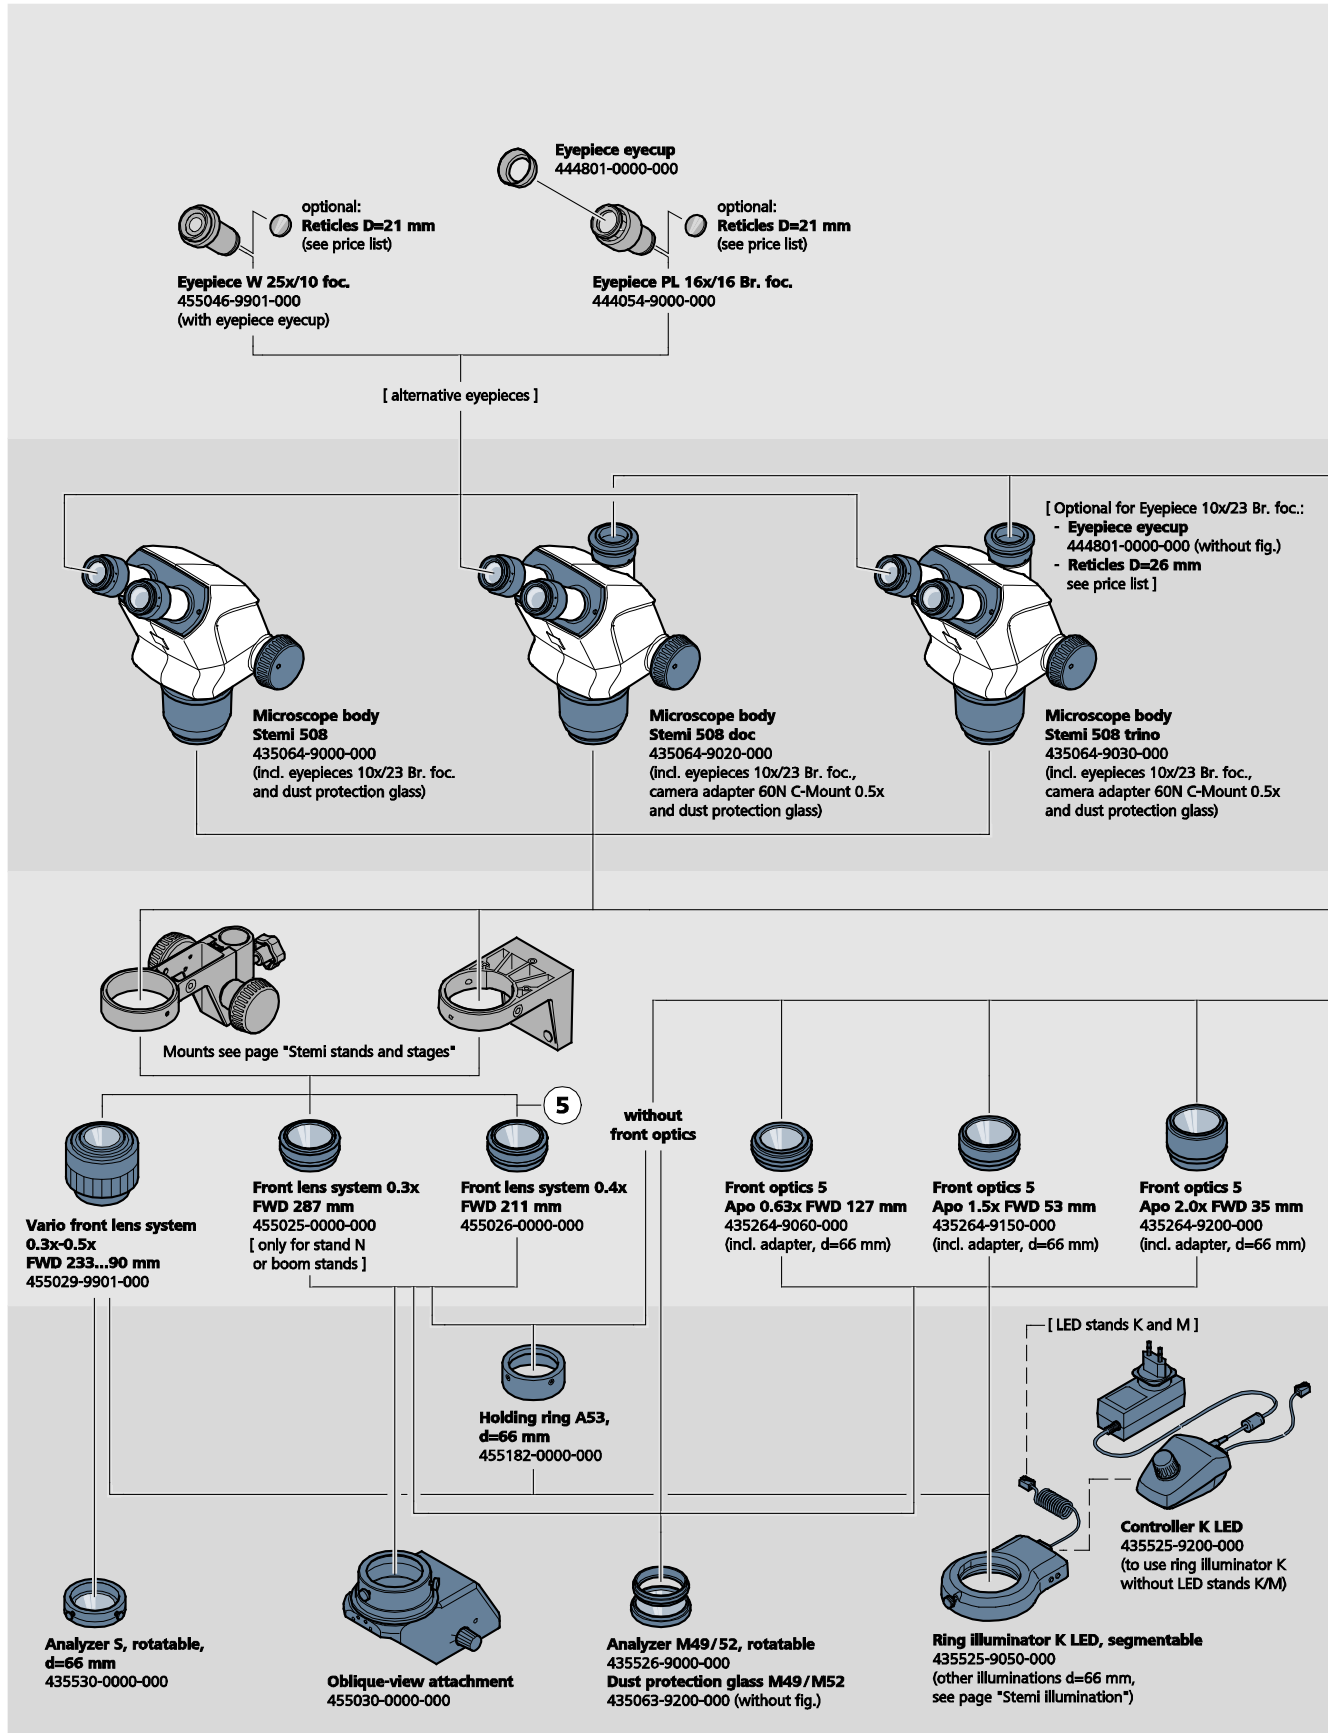 Eyepiece eyecup
444801-0000-000
optional:
Reticles D=21 mm
(see price list)
optional:
Reticles D=21 mm
(see price list)
Eyepiece W 25x/10 foc.
455046-9901-000
(with eyepiece eyecup)
Eyepiece PL 16x/16 Br. foc.
444054-9000-000
[ alternative eyepieces ]
[ Optional for Eyepiece 10x/23 Br. foc.:
- Eyepiece eyecup
444801-0000-000 (without fig.)
- Reticles D=26 mm
see price list ]
Microscope body
Stemi 508
435064-9000-000
(incl. eyepieces 10x/23 Br. foc.
and dust protection glass)
Microscope body
Stemi 508 doc
435064-9020-000
(incl. eyepieces 10x/23 Br. foc.,
camera adapter 60N C-Mount 0.5x
and dust protection glass)
Microscope body
Stemi 508 trino
435064-9030-000
(incl. eyepieces 10x/23 Br. foc.,
camera adapter 60N C-Mount 0.5x
and dust protection glass)
Mounts see page "Stemi stands and stages"
5
without
front optics
Vario front lens system
0.3x-0.5x
FWD 233...90 mm
455029-9901-000
Front lens system 0.3x
FWD 287 mm
455025-0000-000
[ only for stand N
or boom stands ]
Front lens system 0.4x
FWD 211 mm
455026-0000-000
Front optics 5
Apo 0.63x FWD 127 mm
435264-9060-000
(incl. adapter, d=66 mm)
Front optics 5
Apo 1.5x FWD 53 mm
435264-9150-000
(incl. adapter, d=66 mm)
Front optics 5
Apo 2.0x FWD 35 mm
435264-9200-000
(incl. adapter, d=66 mm)
[ LED stands K and M ]
Holding ring A53,
d=66 mm
455182-0000-000
Controller K LED
435525-9200-000
(to use ring illuminator K
without LED stands K/M)
Analyzer S, rotatable,
d=66 mm
435530-0000-000
Oblique-view attachment
455030-0000-000
Analyzer M49/52, rotatable
435526-9000-000
Dust protection glass M49/M52
435063-9200-000 (without fig.)
Ring illuminator K LED, segmentable
435525-9050-000
(other illuminations d=66 mm,
see page "Stemi illumination")